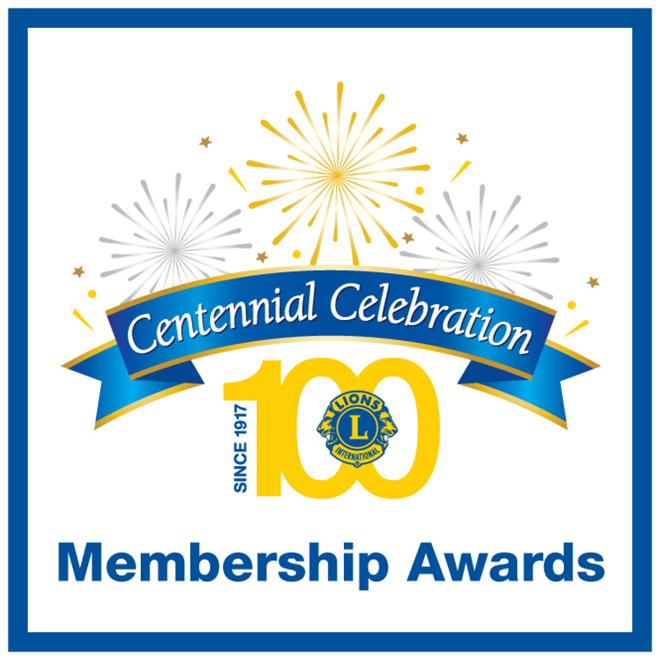 Centennial Celebration
SINCE 1917
100
LIONS
L
INTERNATIONAL
Membership Awards